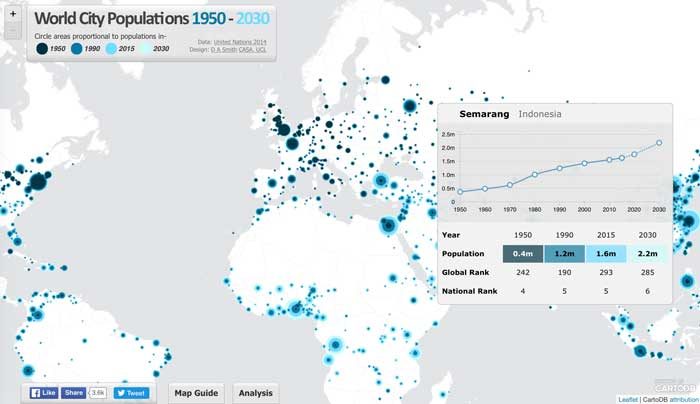 +
−
World City Populations 1950 - 2030
Circle areas proportional to populations in-
1950 1990 2015 2030
Data: United Nations 2014
Design: D A Smith CASA, UCL
Semarang Indonesia
2.5m
2.0m
1.5m
1.0m
0.5m
0
1950 1960 1970 1980 1990 2000 2010 2020 2030
Year 1950 1990 2015 2030
Population 0.4m 1.2m 1.6m 2.2m
Global Rank 242 190 293 285
National Rank 4 5 5 6
Like Share 3.6k Tweet
Map Guide
Analysis
CARTODB
Leaflet | CartoDB attribution